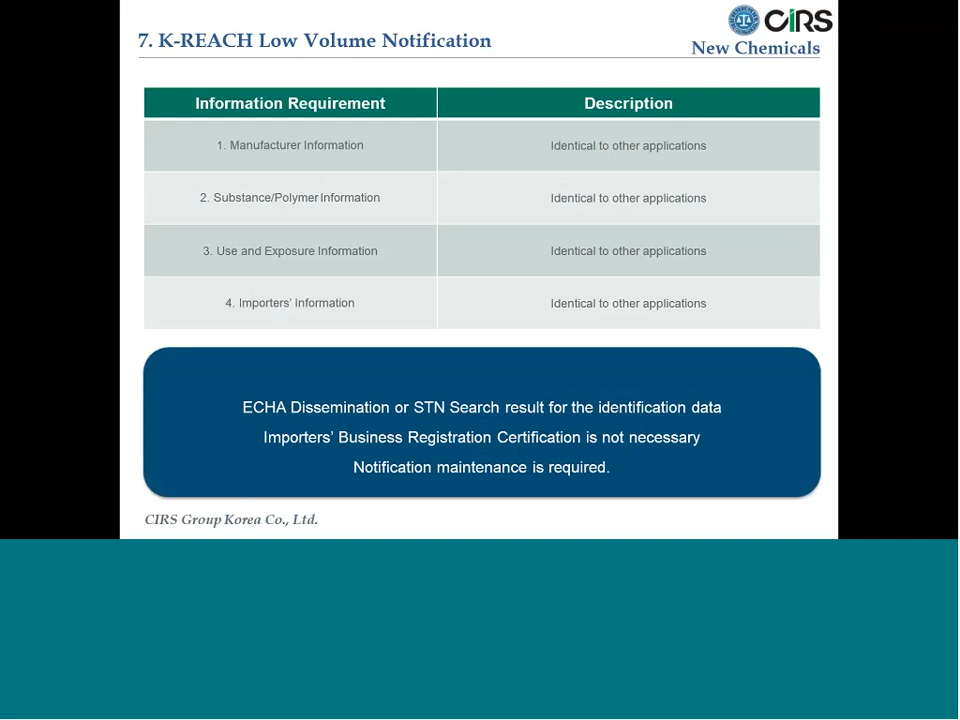 CIRS
7. K-REACH Low Volume Notification
New Chemicals
Information Requirement
Description
1. Manufacturer Information
Identical to other applications
2. Substance/Polymer Information
Identical to other applications
3. Use and Exposure Information
Identical to other applications
4. Importers’ Information
Identical to other applications
ECHA Dissemination or STN Search result for the identification data
Importers’ Business Registration Certification is not necessary
Notification maintenance is required.
CIRS Group Korea Co., Ltd.